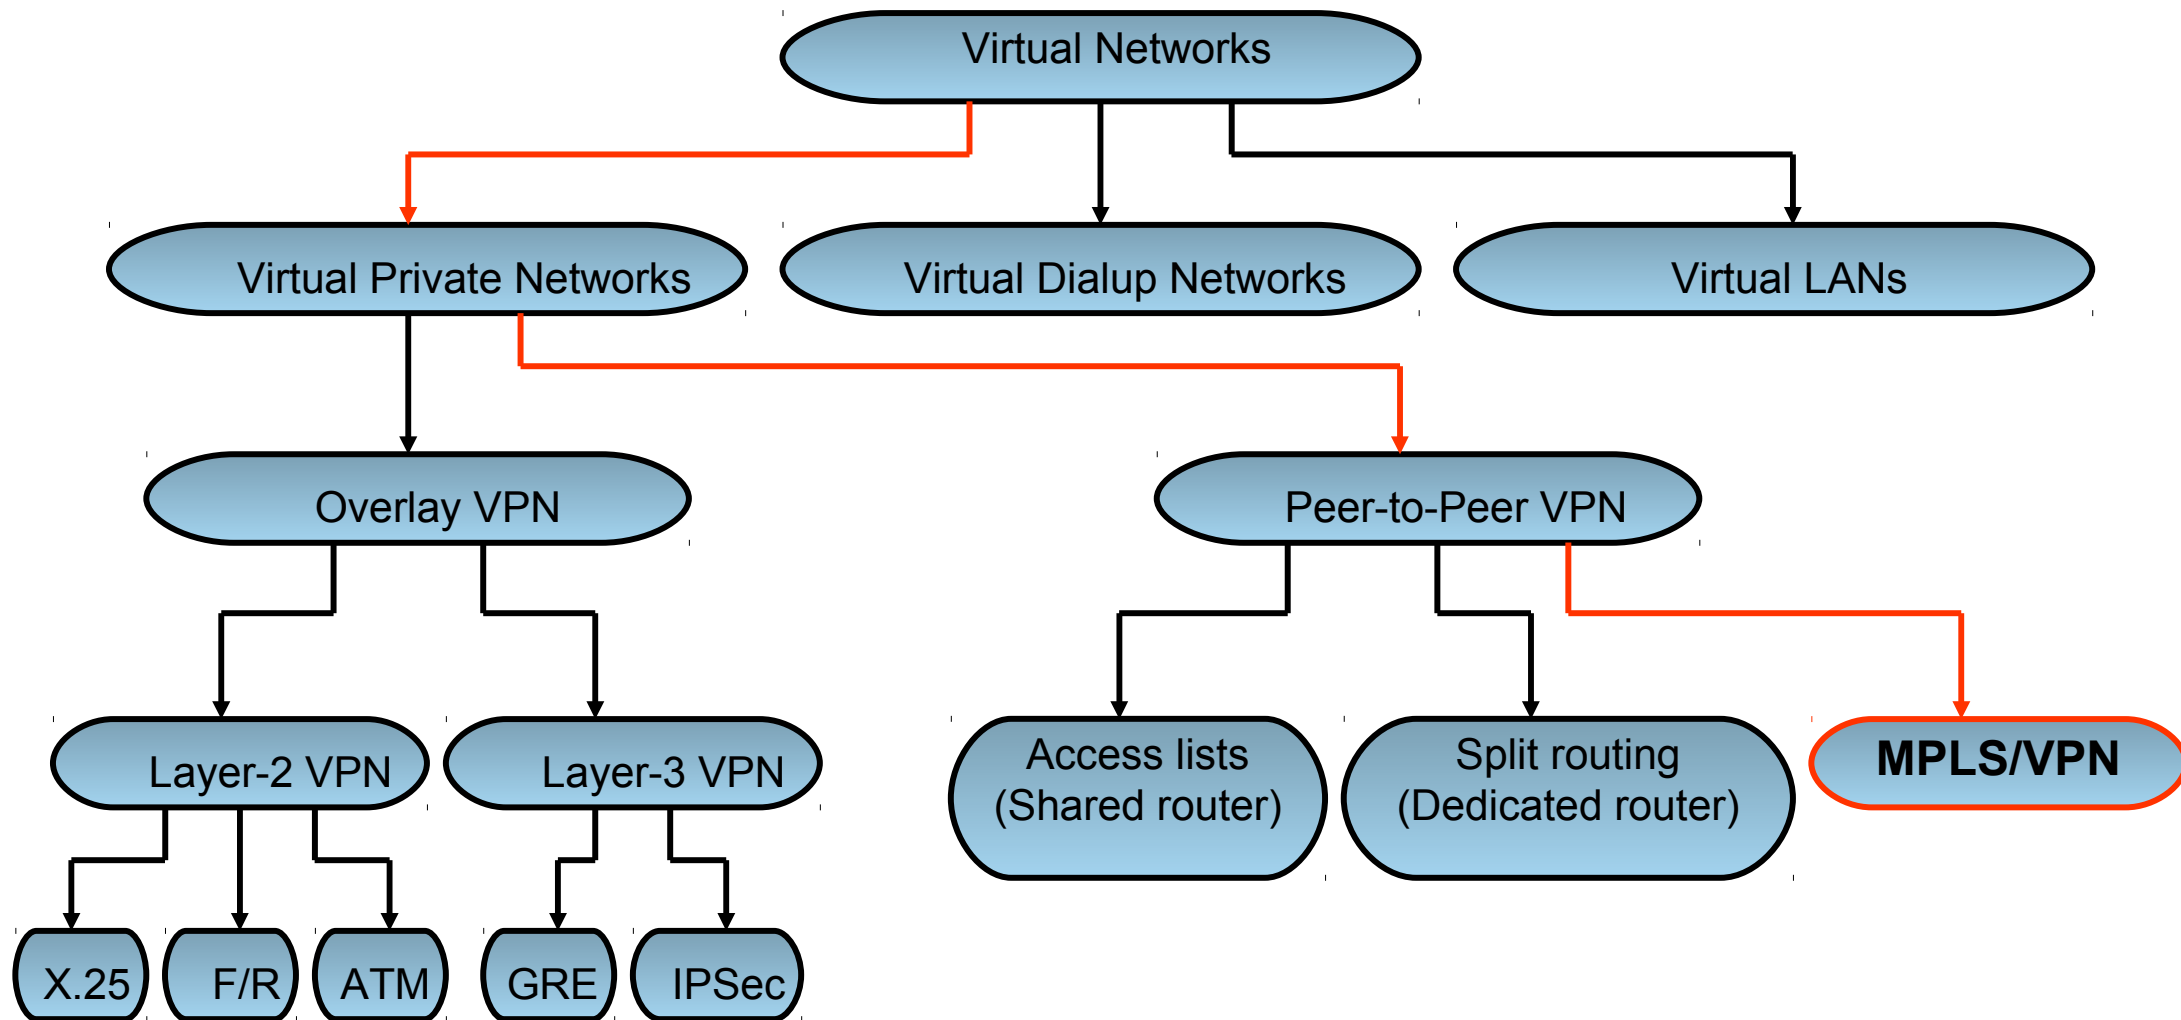 Virtual Networks
Virtual Private Networks
Virtual Dialup Networks
Virtual LANs
Overlay VPN
Peer-to-Peer VPN
Layer-2 VPN
Layer-3 VPN
Access lists
(Shared router)
Split routing
(Dedicated router)
MPLS/VPN
X.25
F/R
ATM
GRE
IPSec